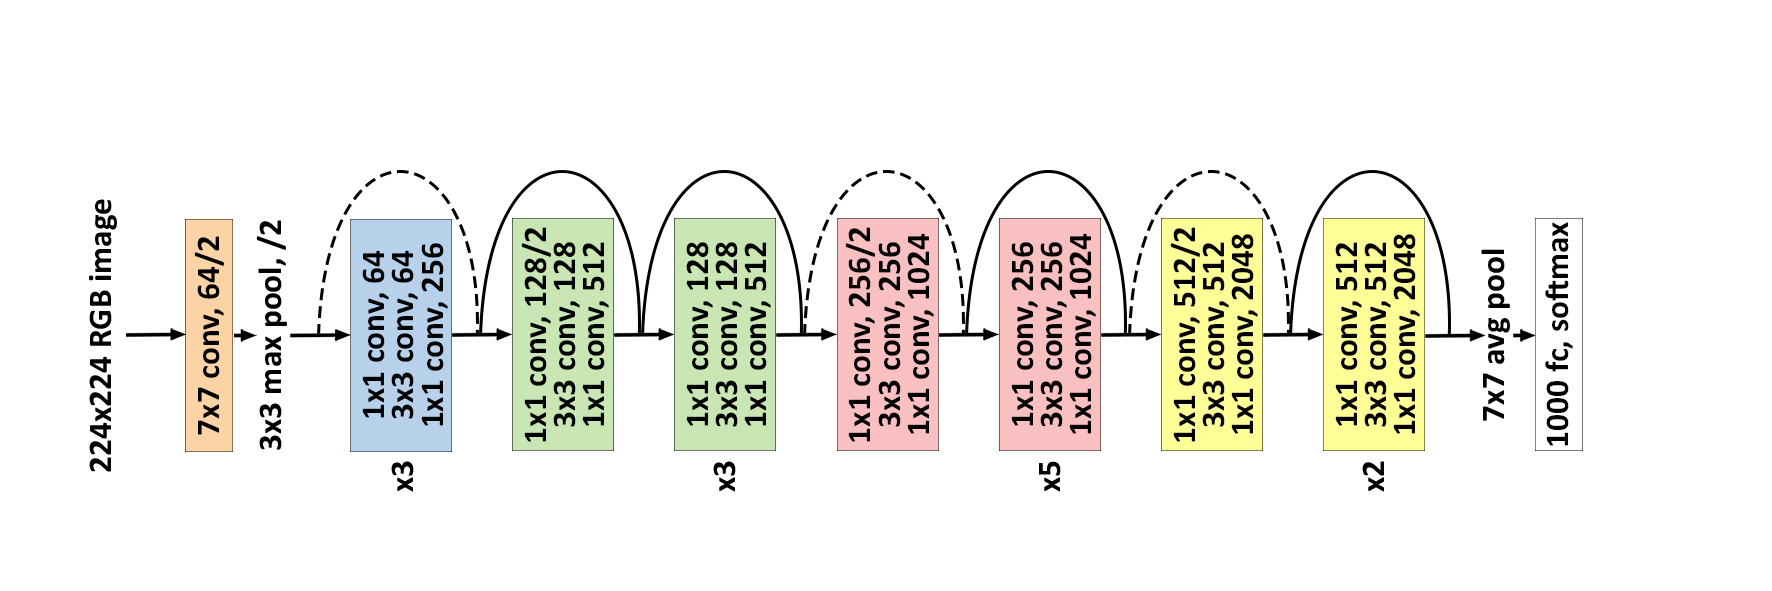 224x224 RGB image
7x7 conv, 64/2
3x3 max pool, /2
1x1 conv, 64
3x3 conv, 64
1x1 conv, 256
x3
1x1 conv, 128/2
3x3 conv, 128
1x1 conv, 512
1x1 conv, 128
3x3 conv, 128
1x1 conv, 512
x3
1x1 conv, 256/2
3x3 conv, 256
1x1 conv, 1024
1x1 conv, 256
3x3 conv, 256
1x1 conv, 1024
x5
1x1 conv, 512/2
3x3 conv, 512
1x1 conv, 2048
1x1 conv, 512
3x3 conv, 512
1x1 conv, 2048
x2
7x7 avg pool
1000 fc, softmax